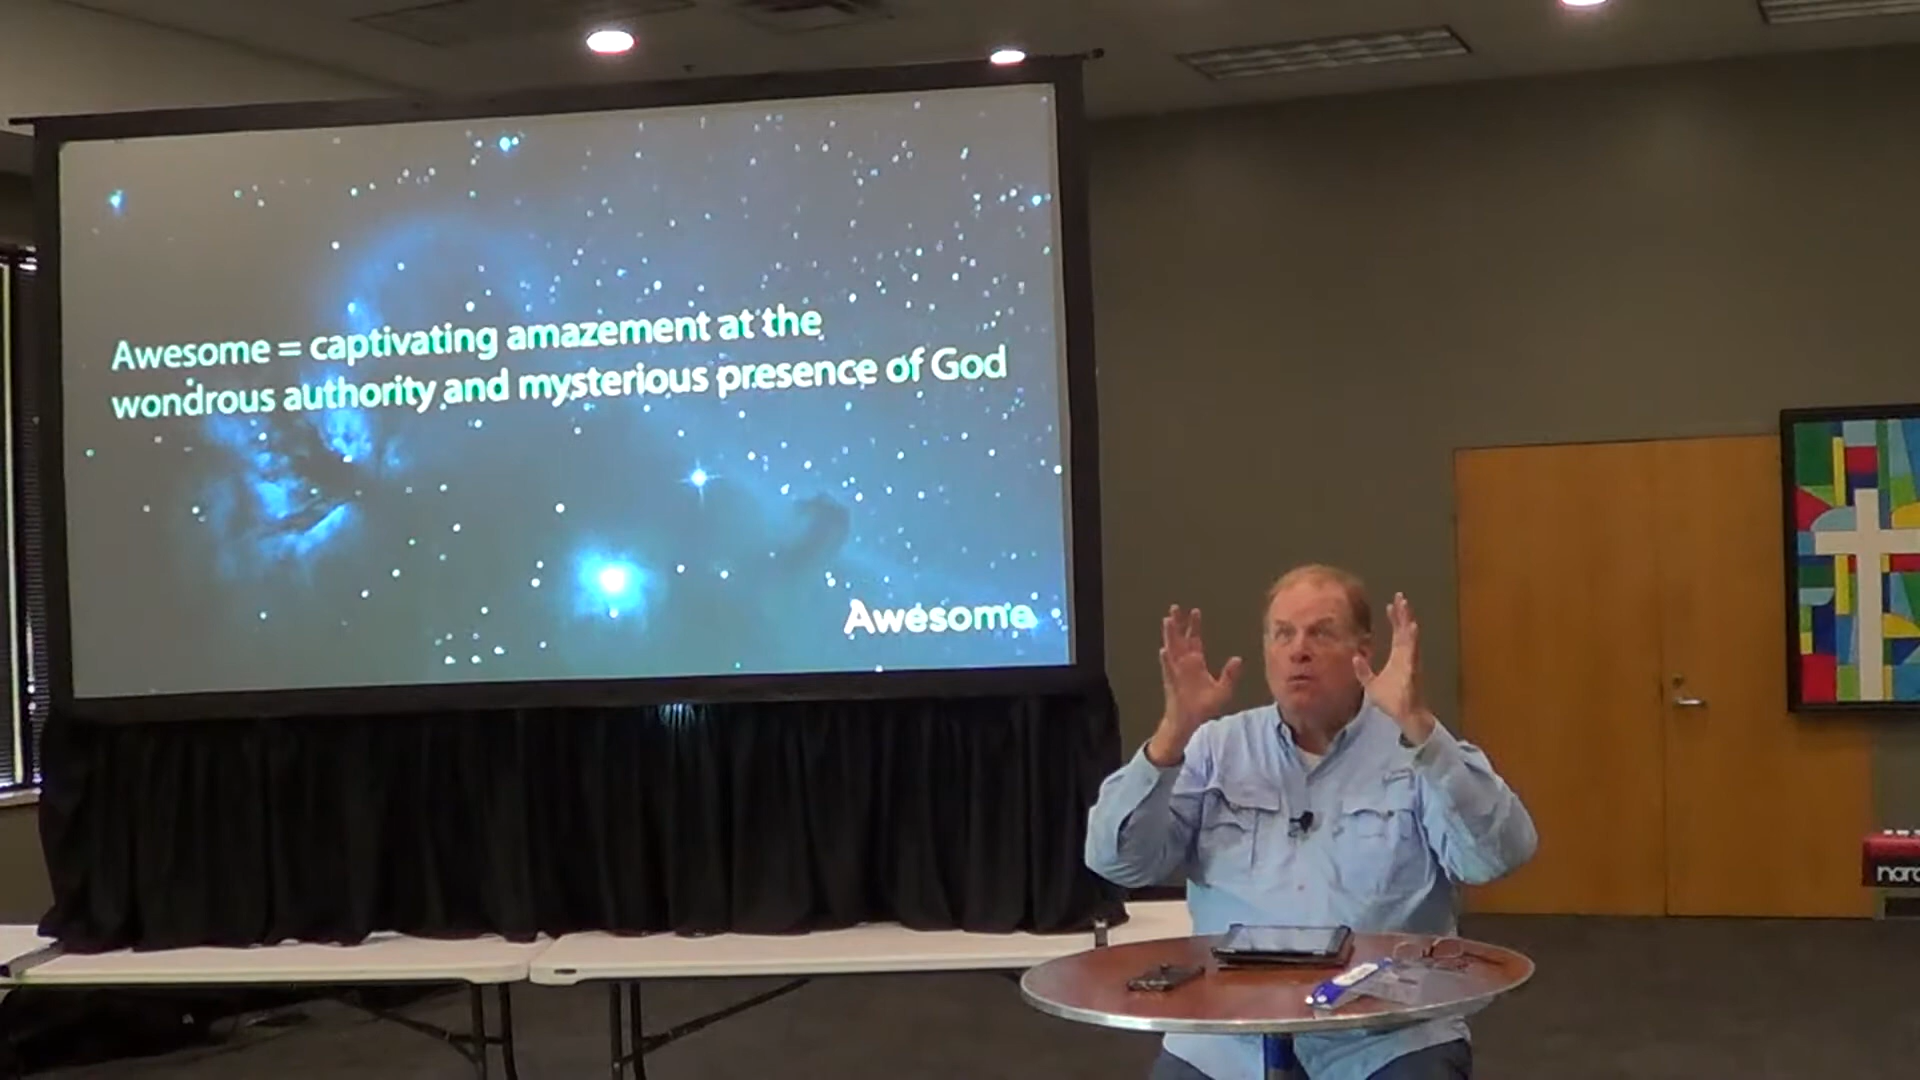 Awesome = captivating amazement at the
wondrous authority and mysterious presence of God
Awesome